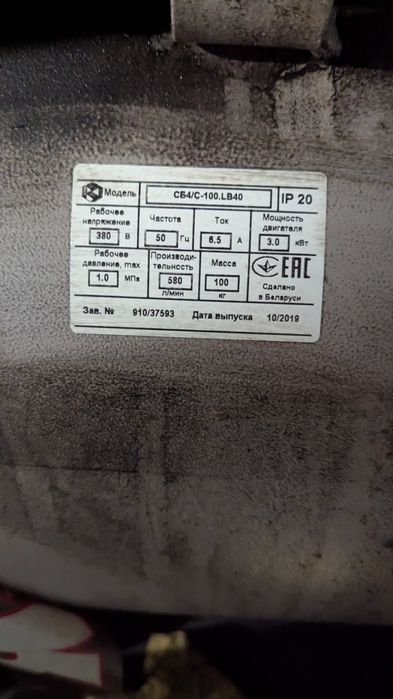 Модель СБ4/С-100.LB40 IP 20
Рабочее напряжение 380 В
Частота 50 Гц
Ток 6.5 А
Мощность двигателя 3.0 кВт
Рабочее давление, max 1.0 МПа
Производительность 580 л/мин
Масса 100 кг
ЕАС
Сделано в Беларуси
Зав. № 910/37593 Дата выпуска 10/2019